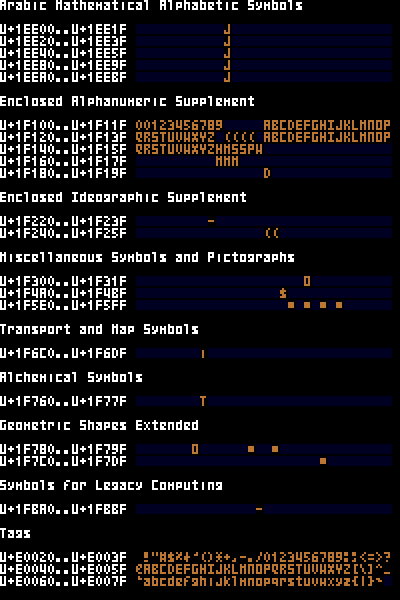 Arabic Mathematical Alphabetic Symbols
U+1EE00..U+1EE1F J
U+1EE20..U+1EE3F J
U+1EE40..U+1EE5F J
U+1EE80..U+1EE9F J
U+1EEA0..U+1EEBF J
Enclosed Alphanumeric Supplement
U+1F100..U+1F11F 00123456789 ABCDEFGHIJKLMNOP
U+1F120..U+1F13F QRSTUVWXYZ (((( ABCDEFGHIJKLMNOP
U+1F140..U+1F15F QRSTUVWXYZHMSSPW
U+1F160..U+1F17F MMM
U+1F180..U+1F19F D
Enclosed Ideographic Supplement
U+1F220..U+1F23F -
U+1F240..U+1F25F ((
Miscellaneous Symbols and Pictographs
U+1F300..U+1F31F
U+1F4A0..U+1F4BF $
U+1F5E0..U+1F5FF ▪ ▪ ▪ ▪
Transport and Map Symbols
U+1F6C0..U+1F6DF
Alchemical Symbols
U+1F760..U+1F77F T
Geometric Shapes Extended
U+1F780..U+1F79F
U+1F7C0..U+1F7DF ▪
Symbols for Legacy Computing
U+1FBA0..U+1FBBF -
Tags
U+E0020..U+E003F !"#$%&'()*+,-./0123456789:;<=>?
U+E0040..U+E005F @ABCDEFGHIJKLMNOPQRSTUVWXYZ[\]^_
U+E0060..U+E007F `abcdefghijklmnopqrstuvwxyz{|}~